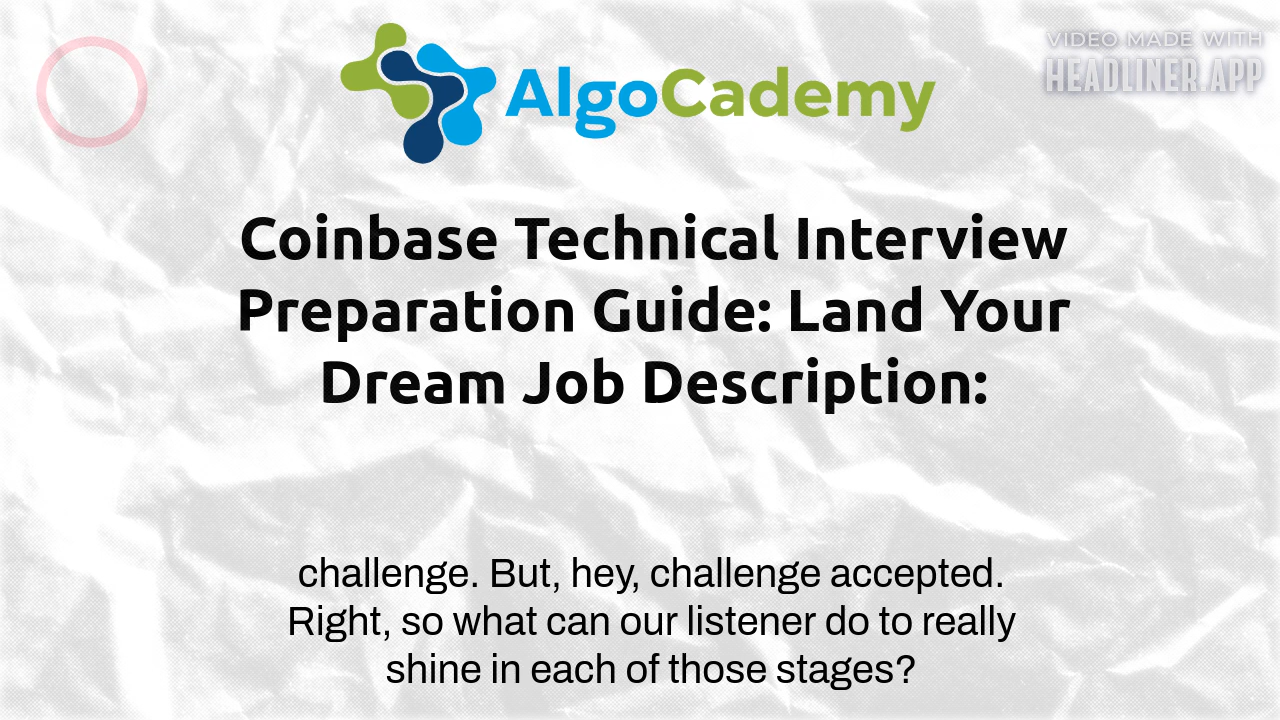 AlgoCademy
VIDEO MADE WITH
HEADLINER.APP
Coinbase Technical Interview
Preparation Guide: Land Your
Dream Job Description:
challenge. But, hey, challenge accepted.
Right, so what can our listener do to really
shine in each of those stages?